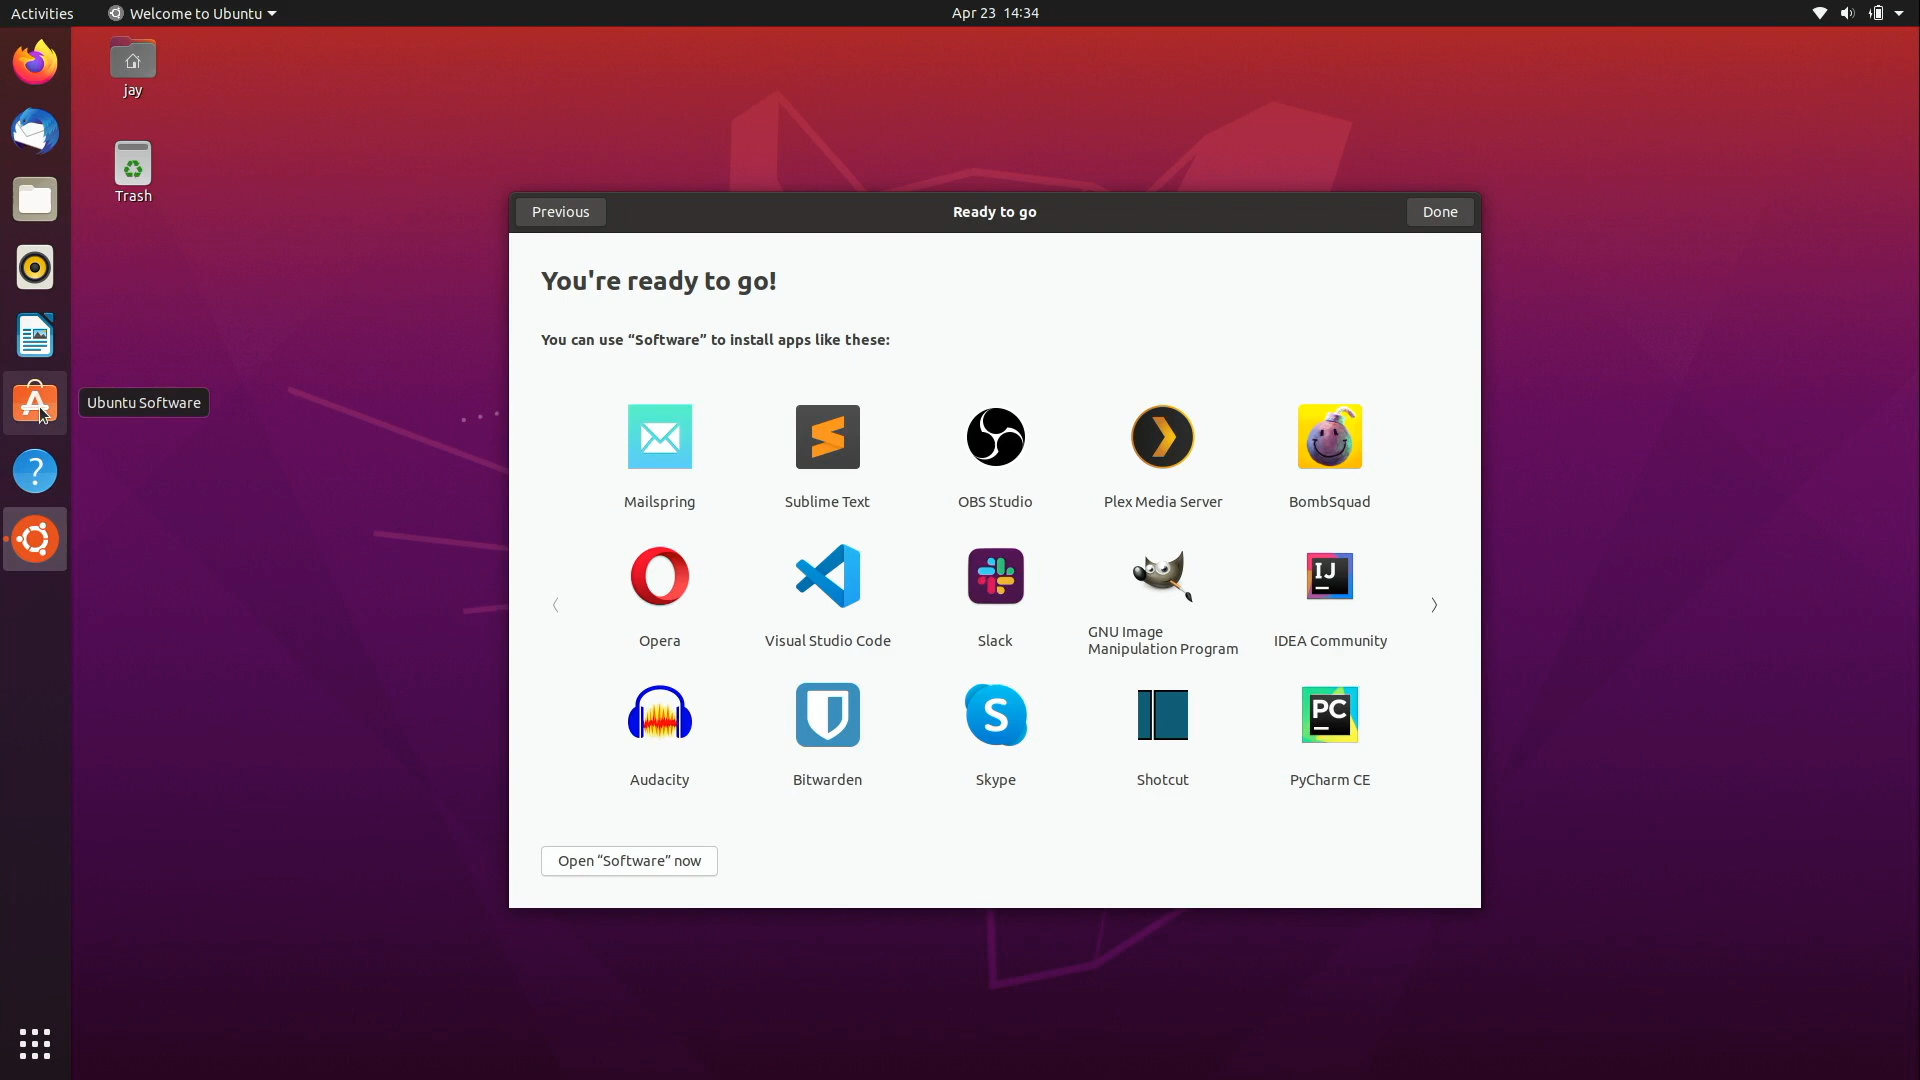 Activities
Welcome to Ubuntu
Apr 23 14:34
jay
Trash
Ubuntu Software
Previous
Ready to go
Done
You're ready to go!
You can use “Software” to install apps like these:
Mailspring
Sublime Text
OBS Studio
Plex Media Server
BombSquad
IJ
Opera
Visual Studio Code
Slack
GNU Image
Manipulation Program
IDEA Community
S
PC
Audacity
Bitwarden
Skype
Shotcut
PyCharm CE
Open “Software” now